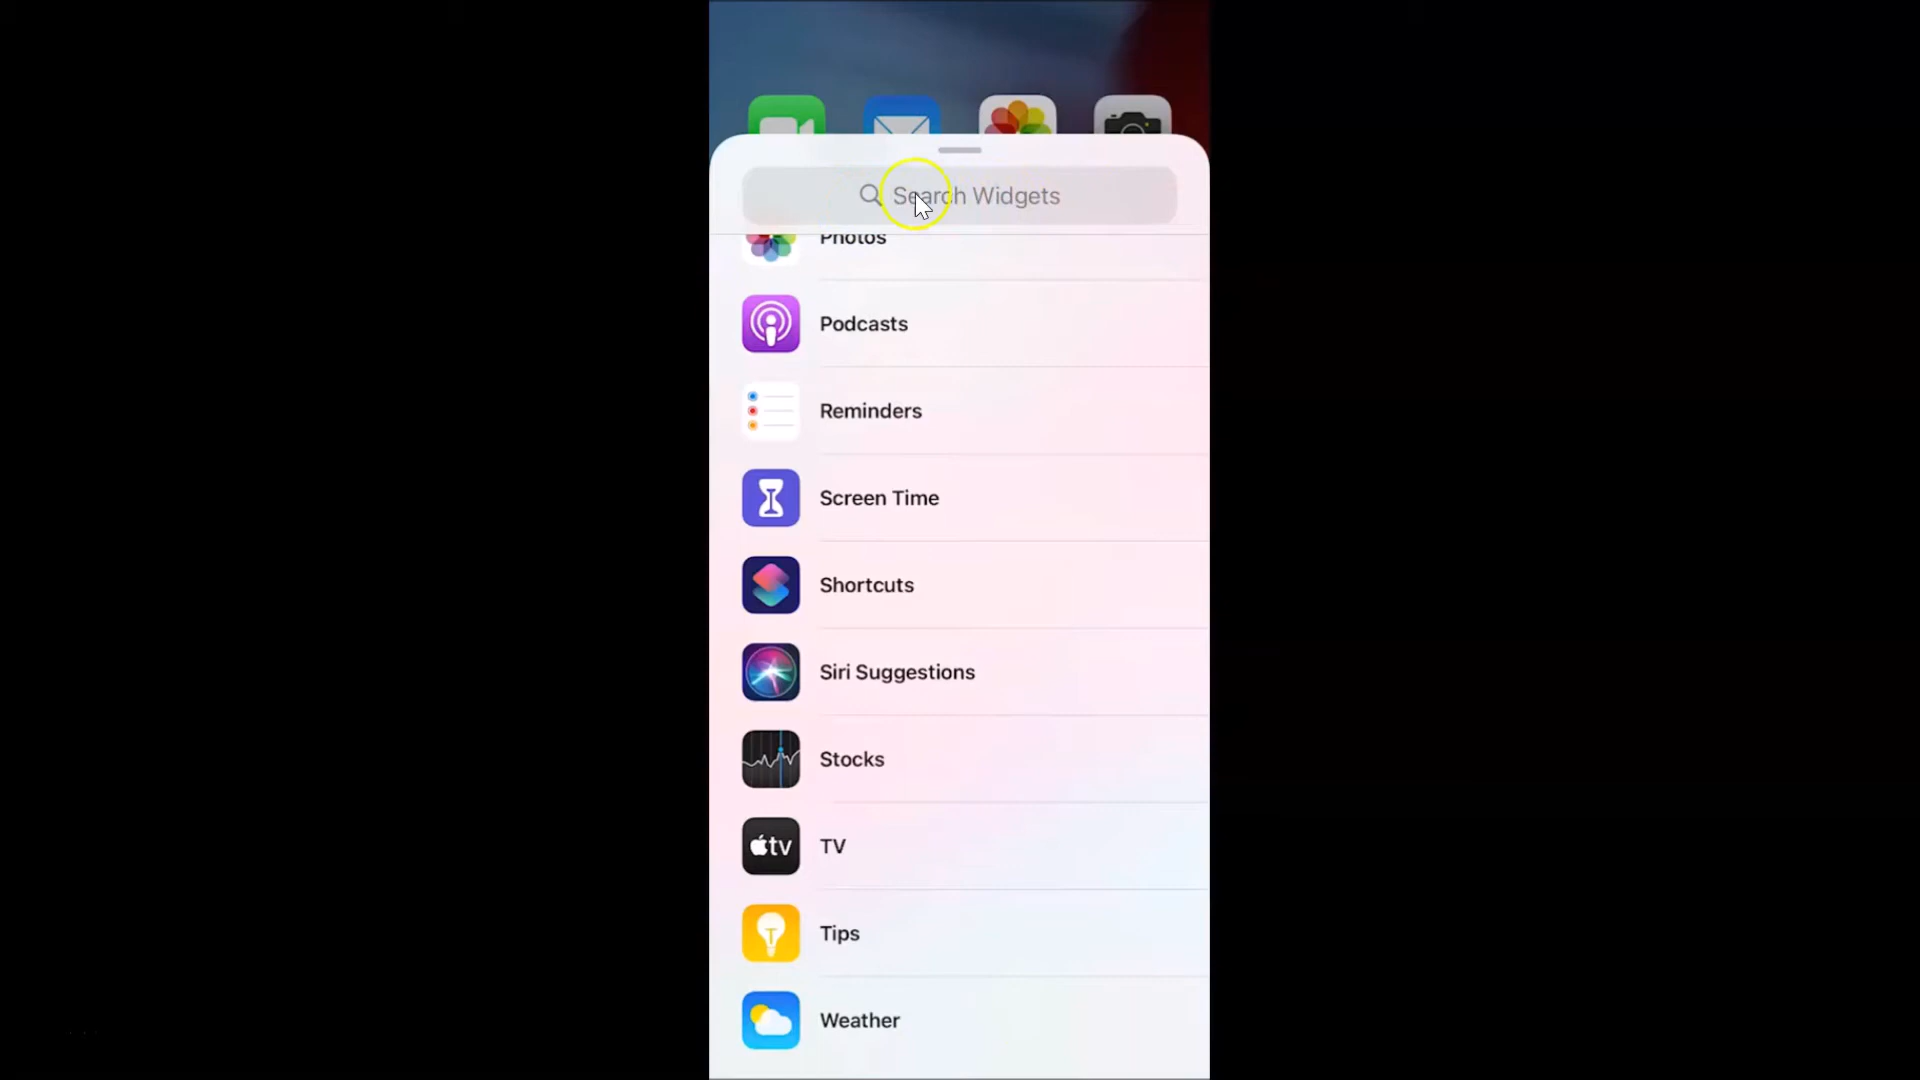 Search Widgets
Photos
Podcasts
Reminders
Screen Time
Shortcuts
Siri Suggestions
Stocks
tv
TV
Tips
Weather